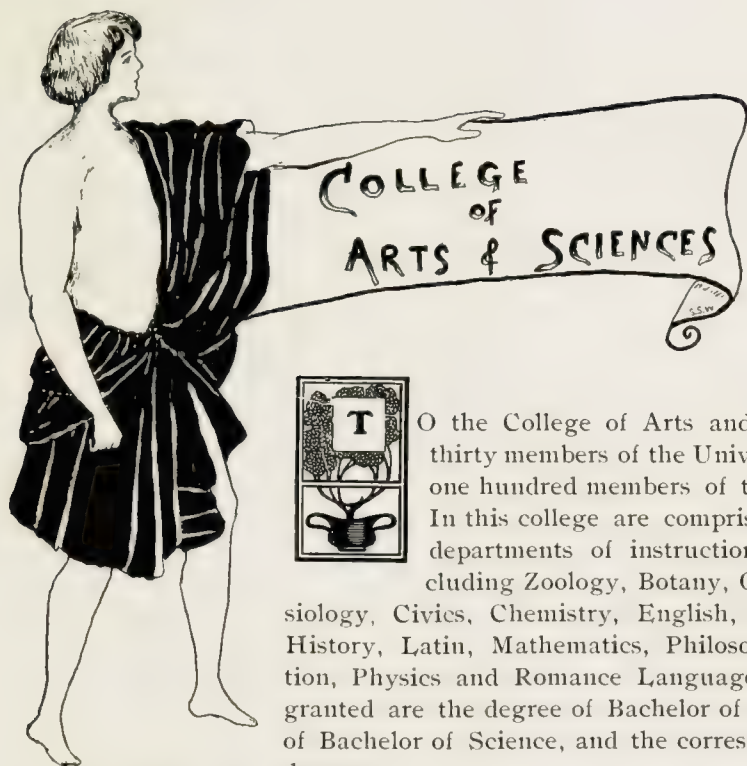 COLLEGE
OF
ARTS & SCIENCES
S.S.W
TO the College of Arts and
thirty members of the Univ
one hundred members of t
In this college are compris
departments of instruction
cluding Zoology, Botany, C
siology, Civics, Chemistry, English,
History, Latin, Mathematics, Philoso
tion, Physics and Romance Languag
granted are the degree of Bachelor of
of Bachelor of Science, and the corres